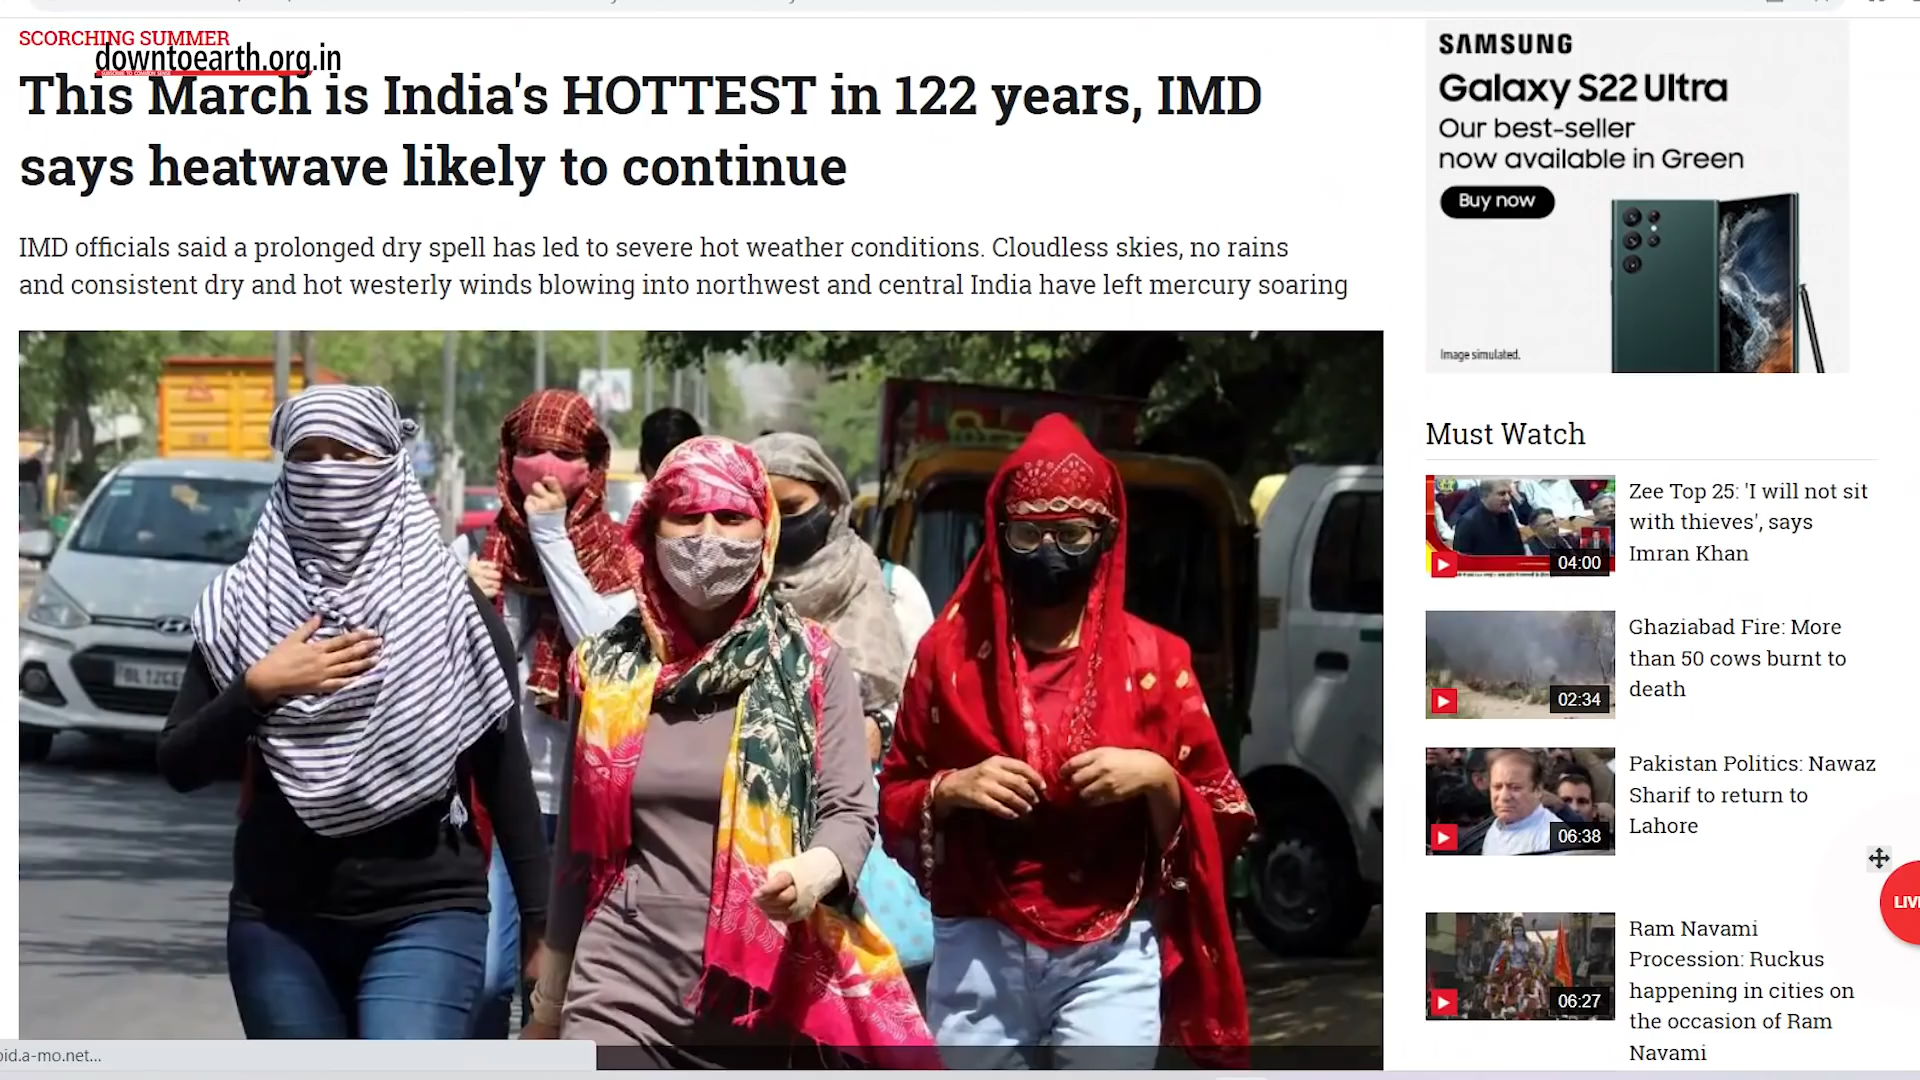 SCORCHING SUMMER
downtoearth.org.in
SUBSCRIBE TO COMMON SENSE
This March is India's HOTTEST in 122 years, IMD
says heatwave likely to continue
IMD officials said a prolonged dry spell has led to severe hot weather conditions. Cloudless skies, no rains
and consistent dry and hot westerly winds blowing into northwest and central India have left mercury soaring
SAMSUNG
Galaxy S22 Ultra
Our best-seller
now available in Green
Buy now
Image simulated.
Must Watch
Zee Top 25: 'I will not sit
with thieves', says
Imran Khan
04:00
Ghaziabad Fire: More
than 50 cows burnt to
death
02:34
Pakistan Politics: Nawaz
Sharif to return to
Lahore
06:38
LIVE
Ram Navami
Procession: Ruckus
happening in cities on
the occasion of Ram
Navami
06:27
bid.a-mo.net...